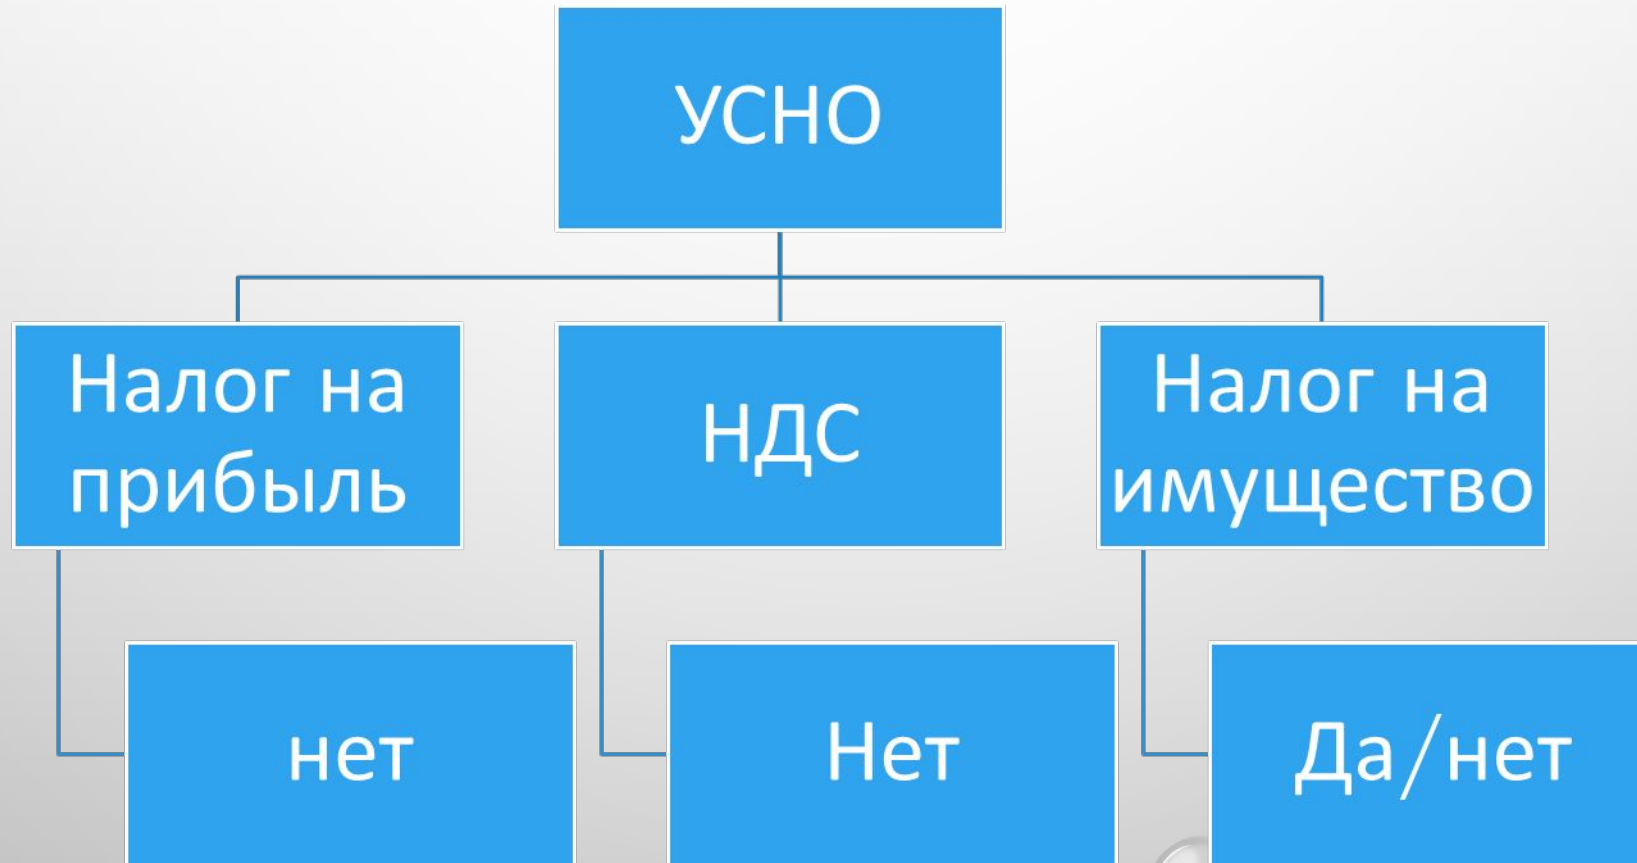 УСНО
Налог на
прибыль
НДС
Налог на
имущество
нет
Нет
Да/нет